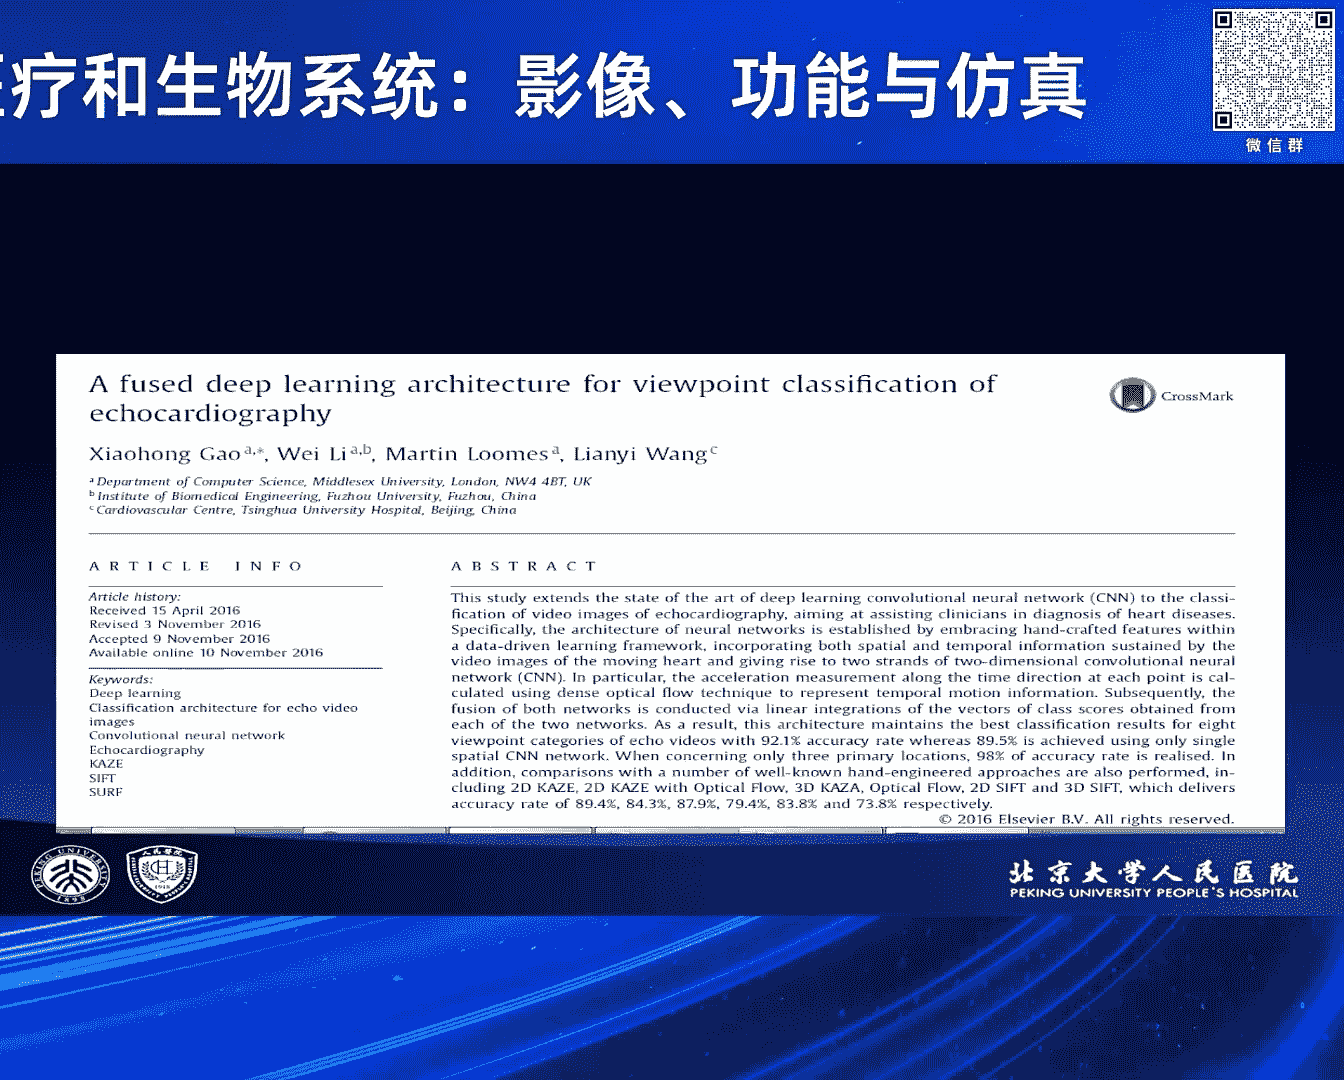 疗和生物系统：影像、功能与仿真
微信群
A fused deep learning architecture for viewpoint classification of
echocardiography
CrossMark
Xiaohong Gao a,*, Wei Li a,b, Martin Loomes a, Lianyi Wang c
a Department of Computer Science, Middlesex University, London, NW4 4BT, UK
b Institute of Biomedical Engineering, Fuzhou University, Fuzhou, China
c Cardiovascular Centre, Tsinghua University Hospital, Beijing, China
ARTICLE INFO
Article history:
Received 15 April 2016
Revised 3 November 2016
Accepted 9 November 2016
Available online 10 November 2016
Keywords:
Deep learning
Classification architecture for echo video
images
Convolutional neural network
Echocardiography
KAZE
SIFT
SURF
ABSTRACT
This study extends the state of the art of deep learning convolutional neural network (CNN) to the classi-
fication of video images of echocardiography, aiming at assisting clinicians in diagnosis of heart diseases.
Specifically, the architecture of neural networks is established by embracing hand-crafted features within
a data-driven learning framework, incorporating both spatial and temporal information sustained by the
video images of the moving heart and giving rise to two strands of two-dimensional convolutional neural
network (CNN). In particular, the acceleration measurement along the time direction at each point is cal-
culated using dense optical flow technique to represent temporal motion information. Subsequently, the
fusion of both networks is conducted via linear integrations of the vectors of class scores obtained from
each of the two networks. As a result, this architecture maintains the best classification results for eight
viewpoint categories of echo videos with 92.1% accuracy rate whereas 89.5% is achieved using only single
spatial CNN network. When concerning only three primary locations, 98% of accuracy rate is realised. In
addition, comparisons with a number of well-known hand-engineered approaches are also performed, in-
cluding 2D KAZE, 2D KAZE with Optical Flow, 3D KAZA, Optical Flow, 2D SIFT and 3D SIFT, which delivers
accuracy rate of 89.4%, 84.3%, 87.9%, 79.4%, 83.8% and 73.8% respectively.
© 2016 Elsevier B.V. All rights reserved.
PEKING UNIVERSITY
1898
人民医院
1918
北京大学人民医院
PEKING UNIVERSITY PEOPLE'S HOSPITAL